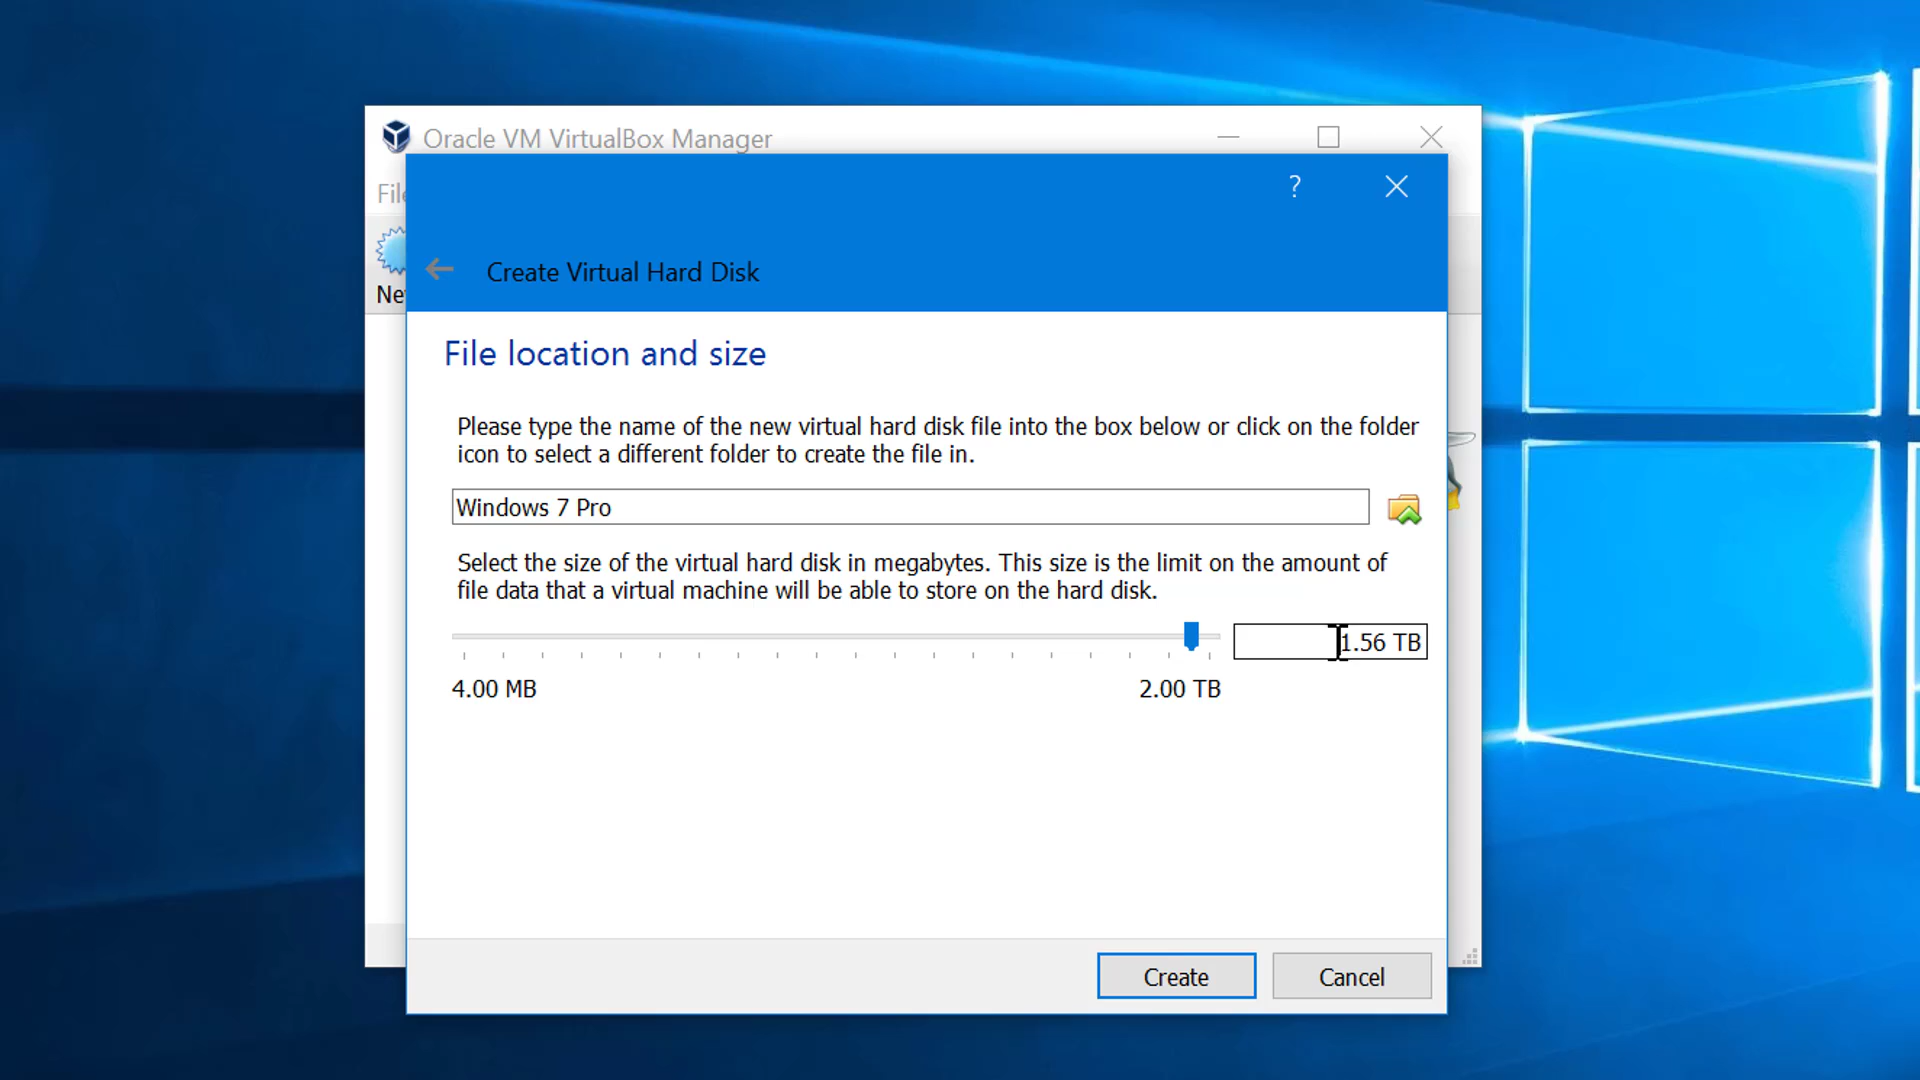 Oracle VM VirtualBox Manager
File
?
Create Virtual Hard Disk
New
File location and size
Please type the name of the new virtual hard disk file into the box below or click on the folder
icon to select a different folder to create the file in.
Windows 7 Pro
Select the size of the virtual hard disk in megabytes. This size is the limit on the amount of
file data that a virtual machine will be able to store on the hard disk.
1.56 TB
4.00 MB 2.00 TB
Create Cancel